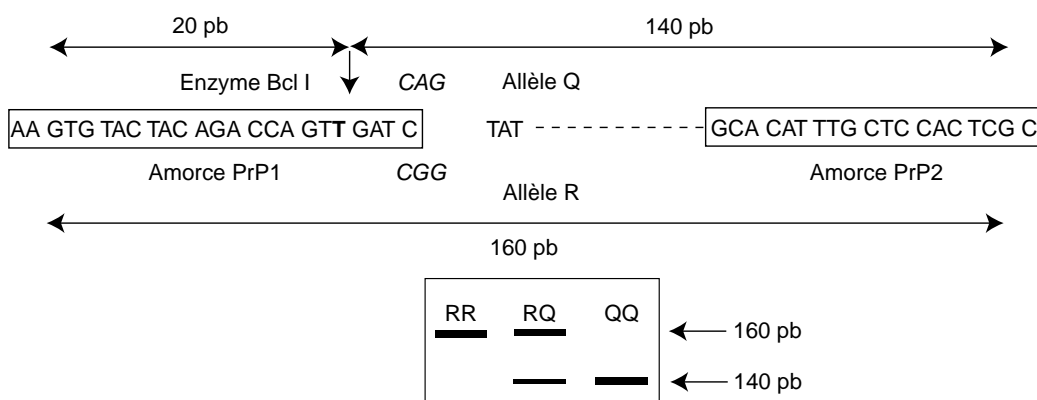 20 pb 140 pb
Enzyme Bcl I CAG Allèle Q
AA GTG TAC TAC AGA CCA GTT GATC TAT GCA CAT TTG CTC CAC TCG C
Amorce PrP1 CGG Amorce PrP2
Allèle R
160 pb
RR RQ QQ
160 pb
140 pb